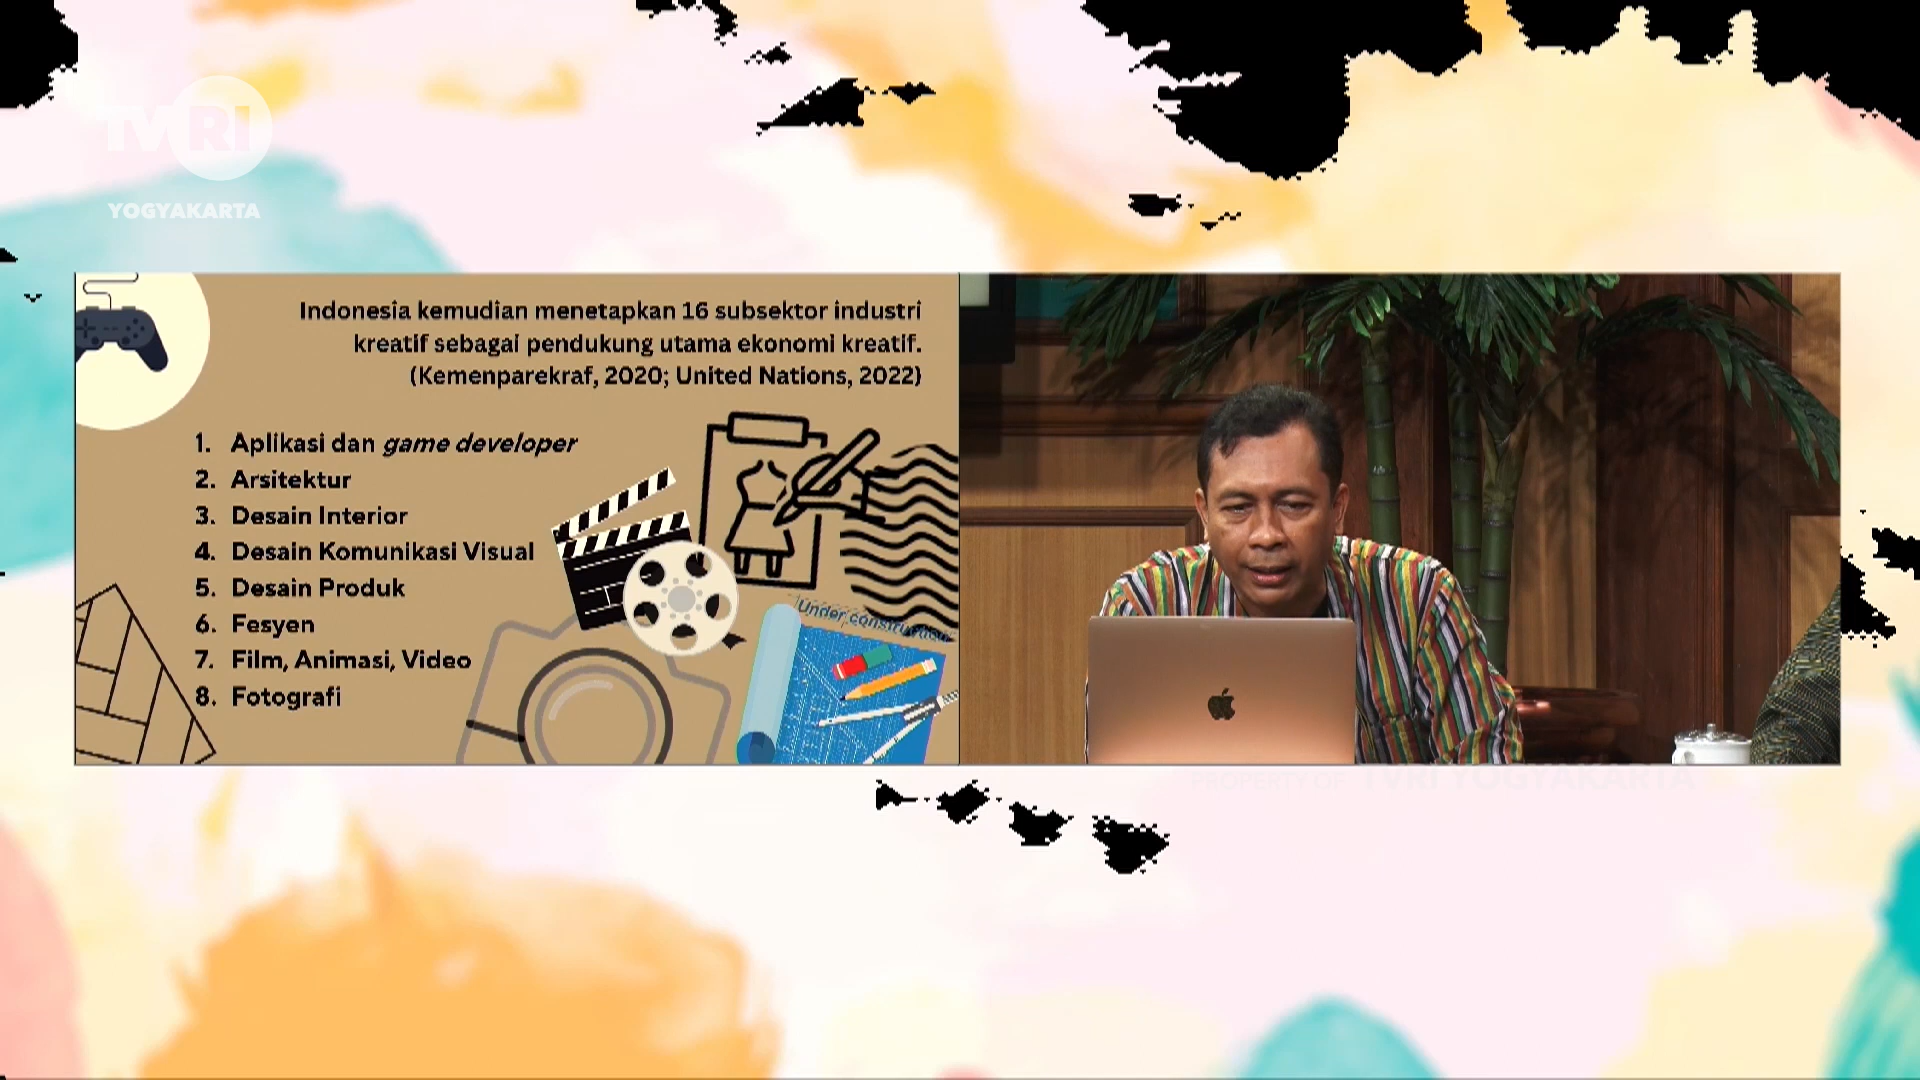 TVRI
YOGYAKARTA
Indonesia kemudian menetapkan 16 subsektor industri
kreatif sebagai pendukung utama ekonomi kreatif.
(Kemenparekraf, 2020; United Nations, 2022)
1. Aplikasi dan game developer
2. Arsitektur
3. Desain Interior
4. Desain Komunikasi Visual
5. Desain Produk
6. Fesyen
7. Film, Animasi, Video
8. Fotografi
Under construction
PROPERTY OF TVRI YOGYAKARTA